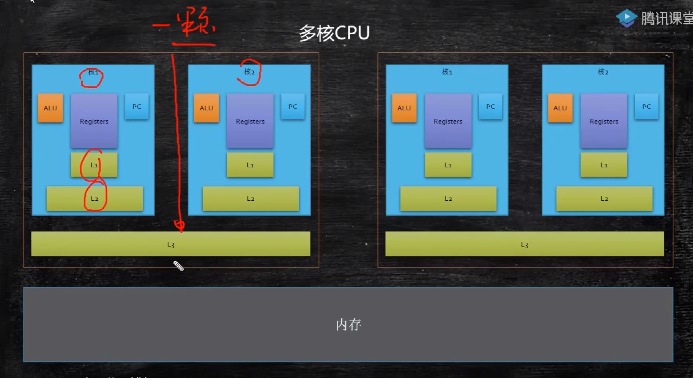 一颗
多核CPU
腾讯课堂
核1
核2
核1
核2
ALU
Registers
PC
ALU
Registers
PC
ALU
Registers
PC
ALU
Registers
PC
L1
L1
L1
L1
L2
L2
L2
L2
L3
L3
内存